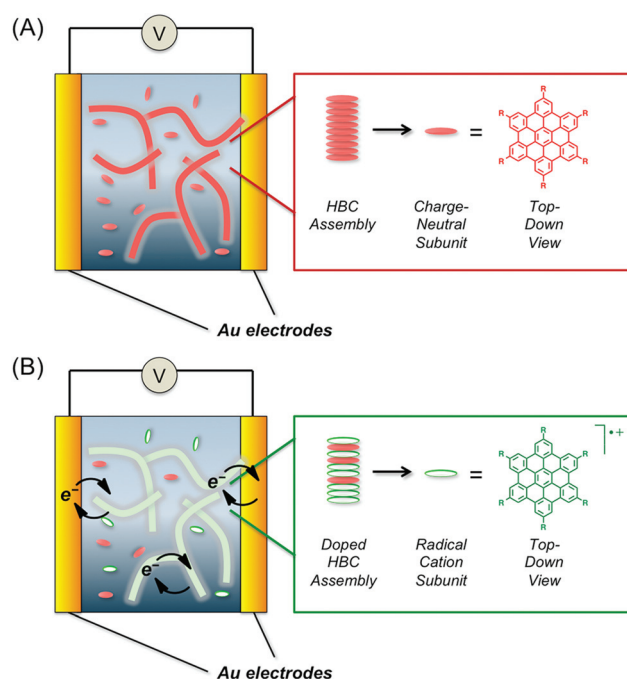 (A)
V
HBC
Assembly
Charge-
Neutral
Subunit
=
Top-
Down
View
R
R
R
R
R
R
Au electrodes
(B)
V
e−
e−
e−
Doped
HBC
Assembly
Radical
Cation
Subunit
=
Top-
Down
View
R
R
R
R
R
R
•+
Au electrodes